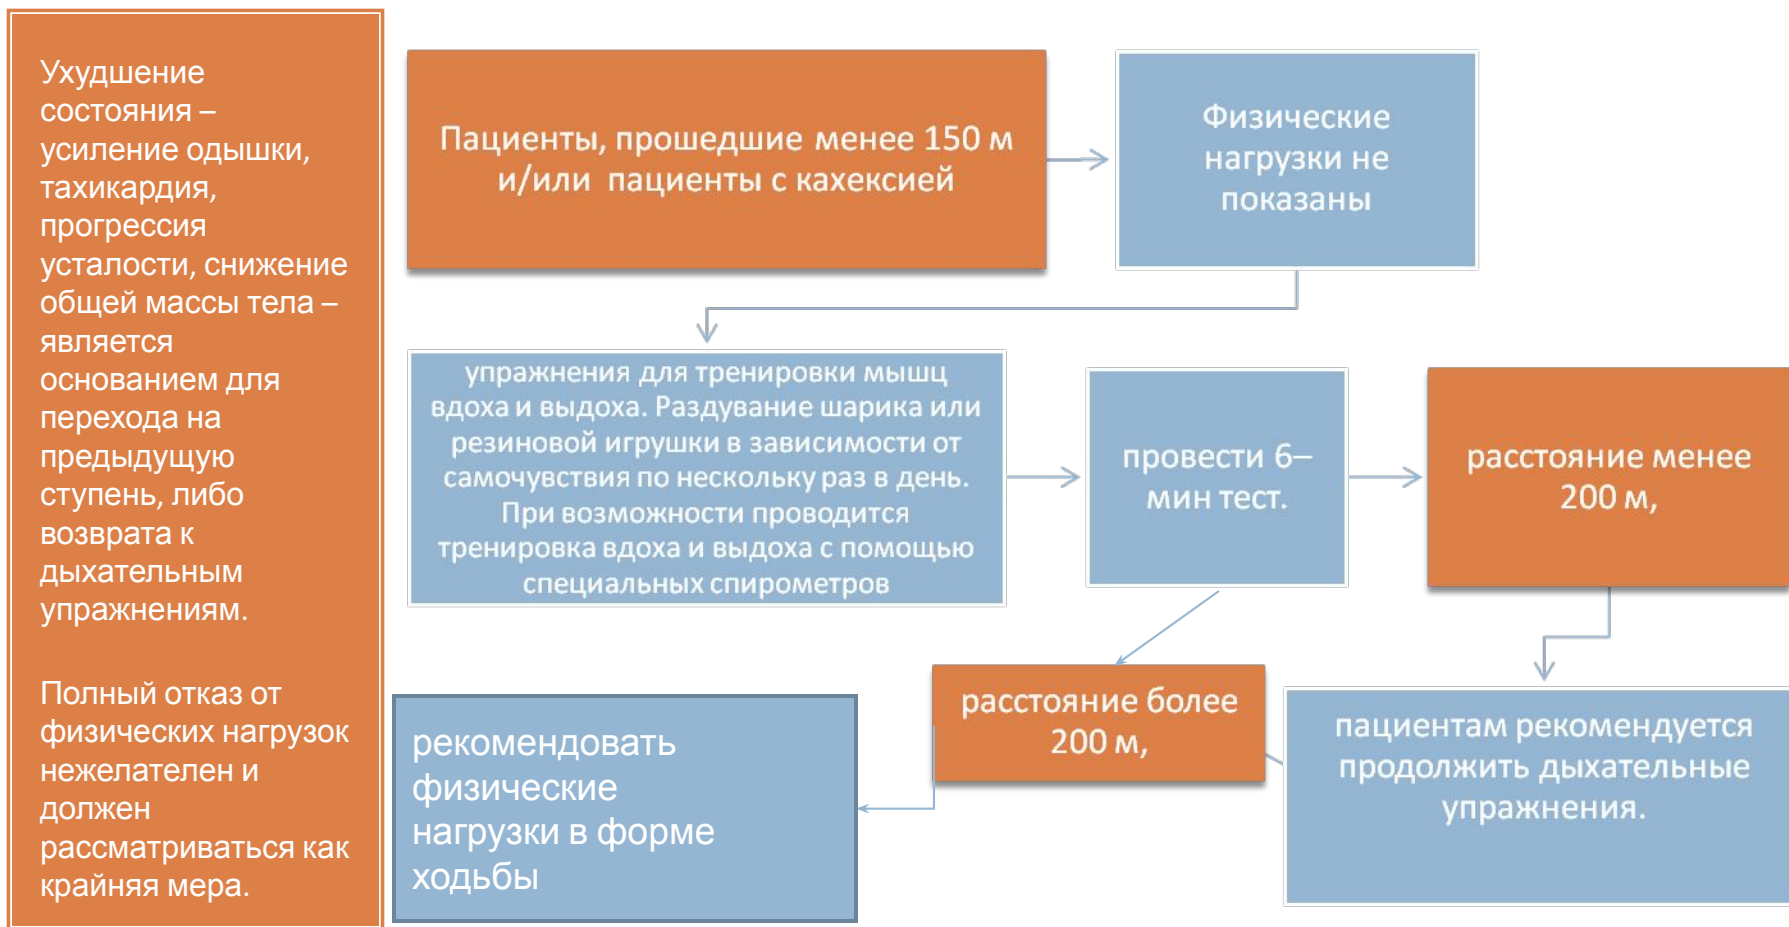 Ухудшение
состояния –
усиление одышки,
тахикардия,
прогрессия
усталости, снижение
общей массы тела –
является
основанием для
перехода на
предыдущую
ступень, либо
возврата к
дыхательным
упражнениям.
Полный отказ от
физических нагрузок
нежелателен и
должен
рассматриваться как
крайняя мера.
Пациенты, прошедшие менее 150 м
и/или пациенты с кахексией
Физические
нагрузки не
показаны
упражнения для тренировки мышц
вдоха и выдоха. Раздувание шарика или
резиновой игрушки в зависимости от
самочувствия по нескольку раз в день.
При возможности проводится
тренировка вдоха и выдоха с помощью
специальных спирометров
провести 6–
мин тест.
расстояние менее
200 м,
расстояние более
200 м,
пациентам рекомендуется
продолжить дыхательные
упражнения.
рекомендовать
физические
нагрузки в форме
ходьбы